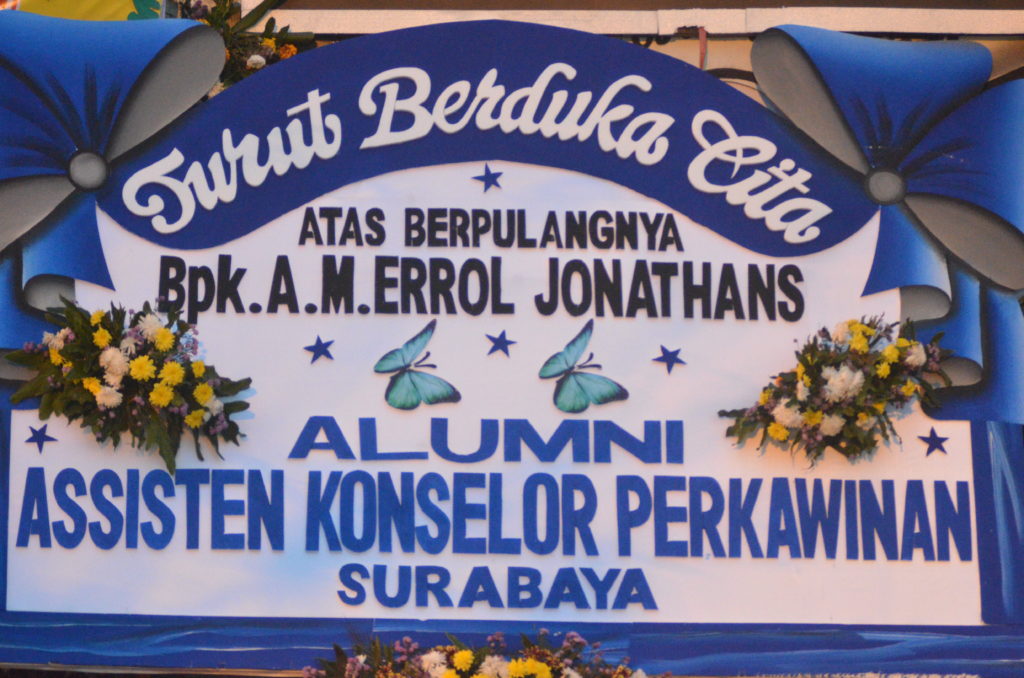 Turut Berduka Cita
ATAS BERPULANGNYA
Bpk.A.M.ERROL JONATHANS
ALUMNI
ASSISTEN KONSELOR PERKAWINAN
SURABAYA